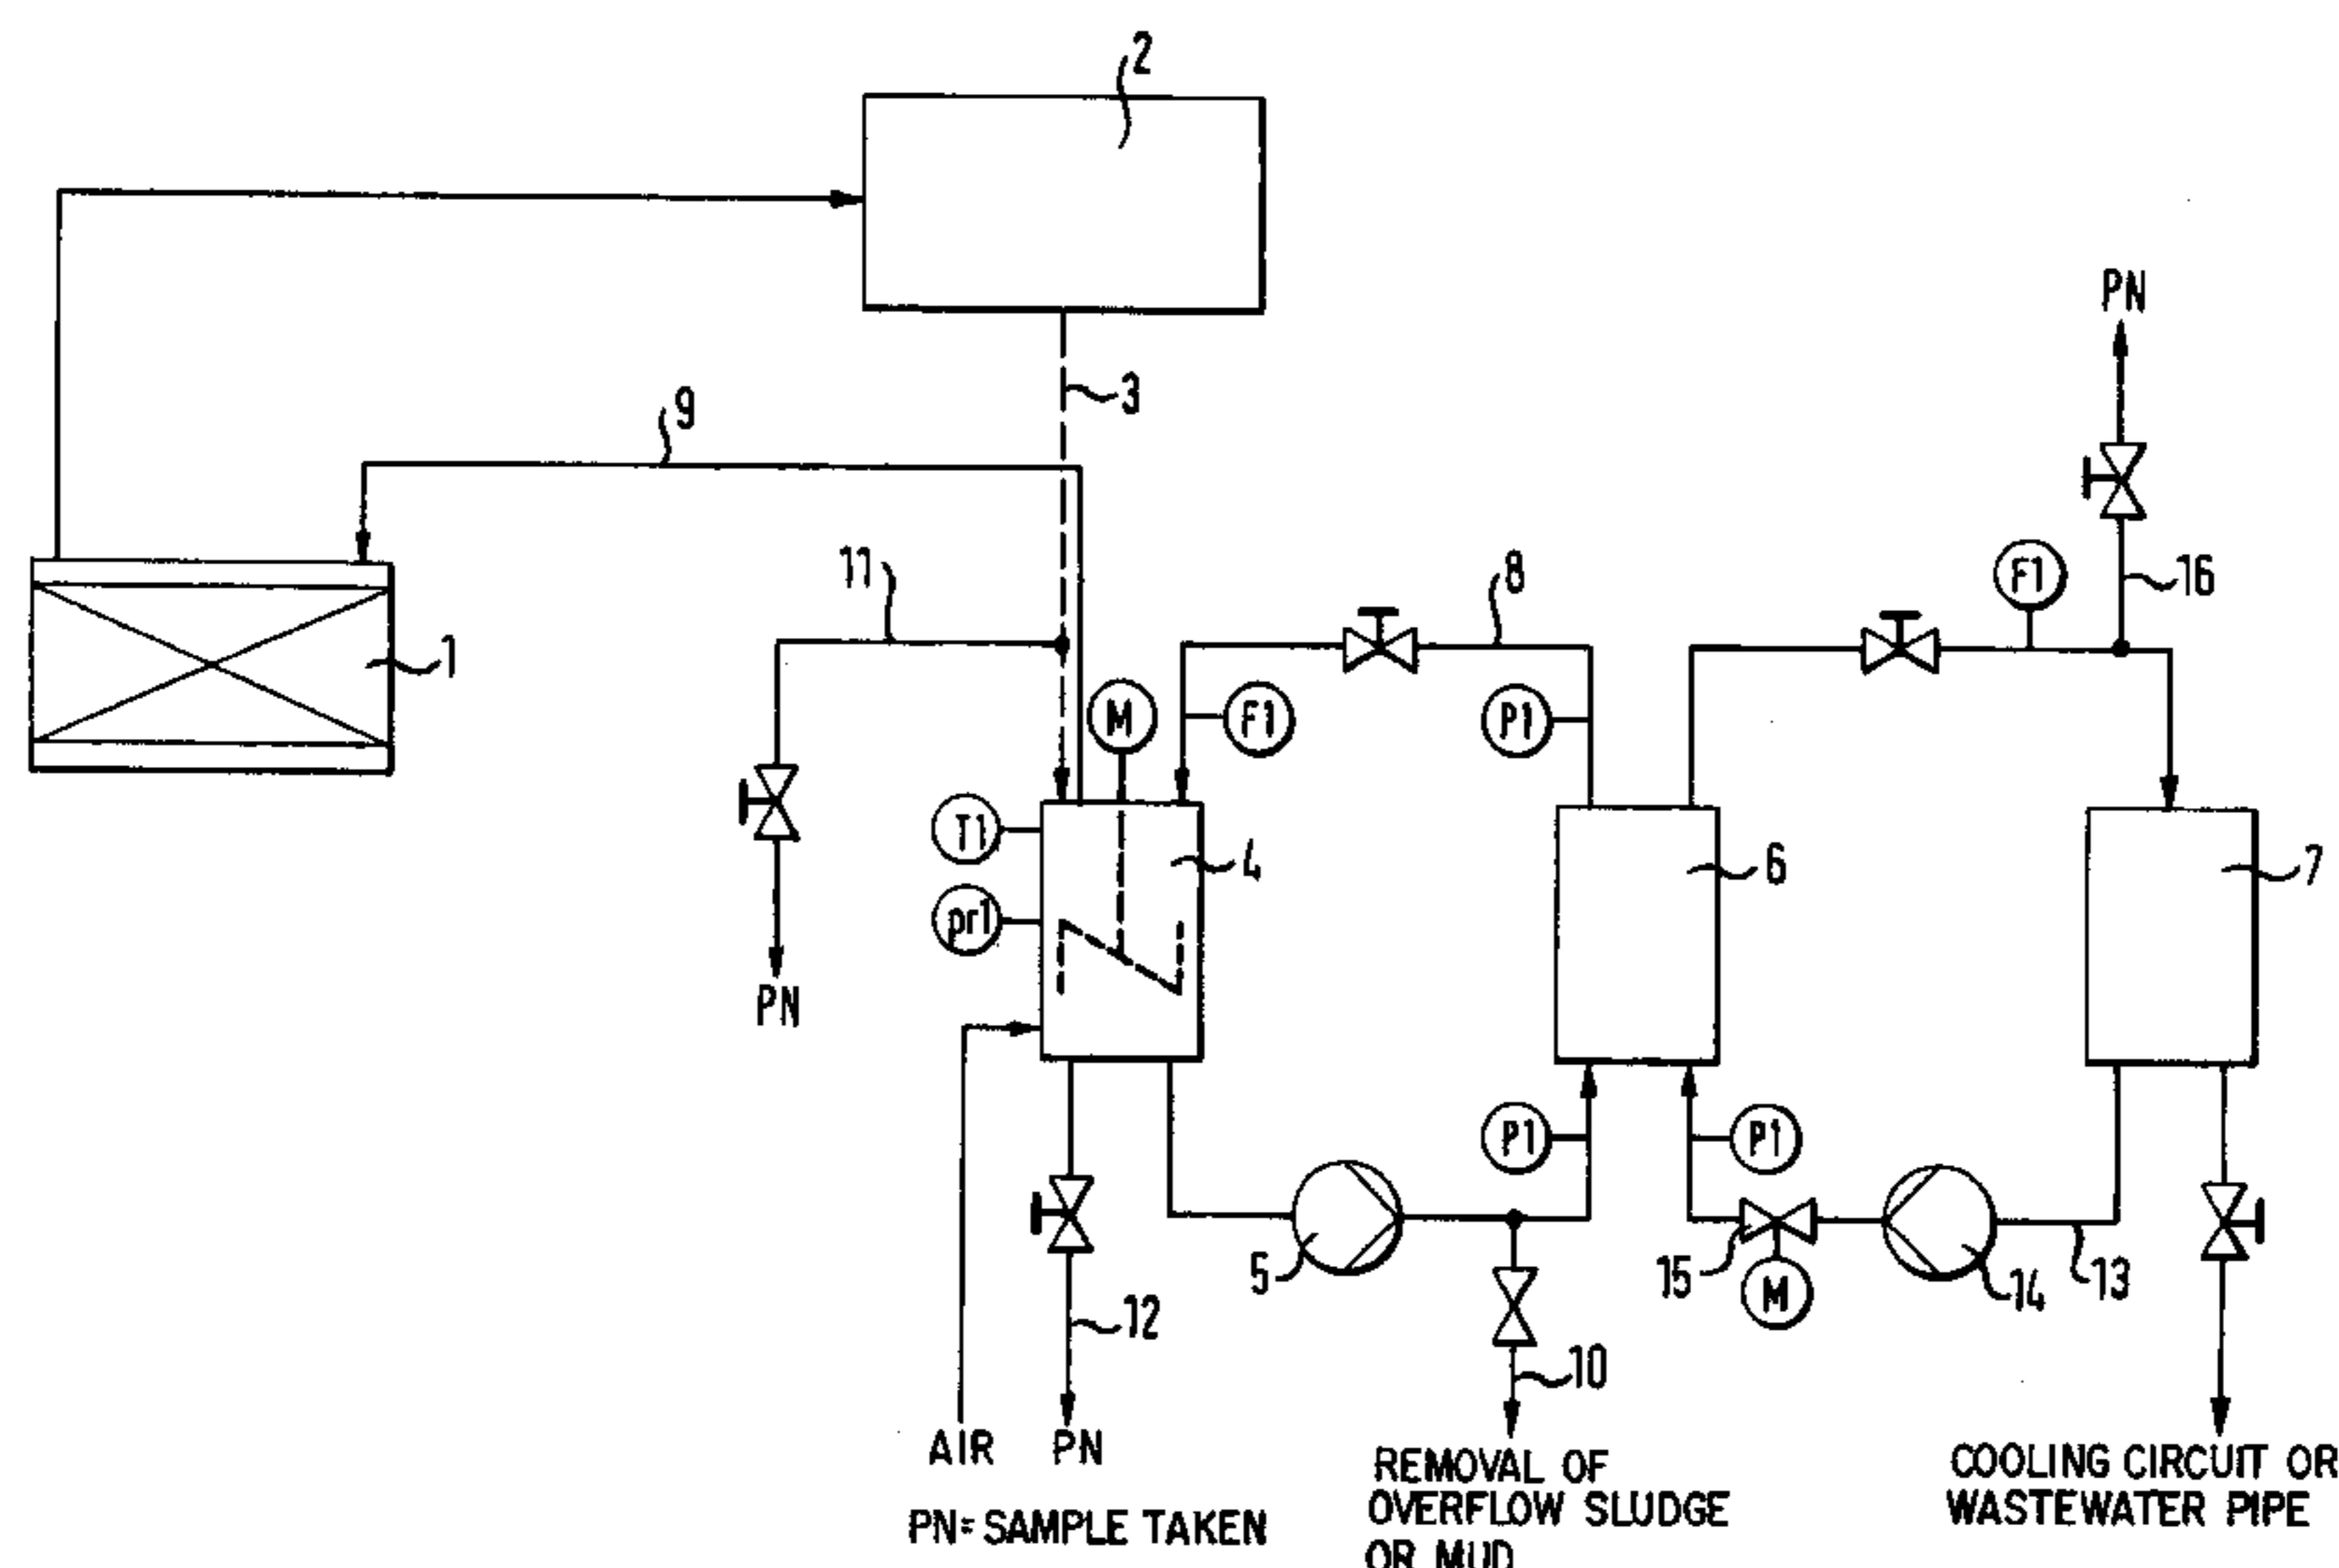 2
3
9
PN
11
8
F1
16
1
M
F1
P1
T1
4
6
7
pr1
PN
P1
P1
5
15
M
14
13
12
10
AIR
PN
REMOVAL OF
OVERFLOW SLUDGE
OR MUD
COOLING CIRCUIT OR
WASTEWATER PIPE
PN= SAMPLE TAKEN